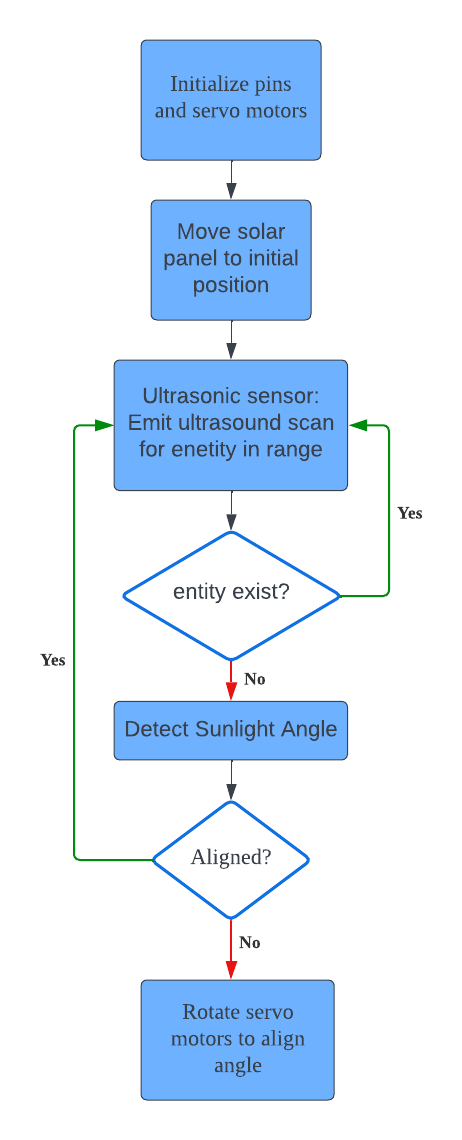 Initialize pins
and servo motors
Move solar
panel to initial
position
Ultrasonic sensor:
Emit ultrasound scan
for enetity in range
Yes
entity exist?
Yes
No
Detect Sunlight Angle
Aligned?
No
Rotate servo
motors to align
angle